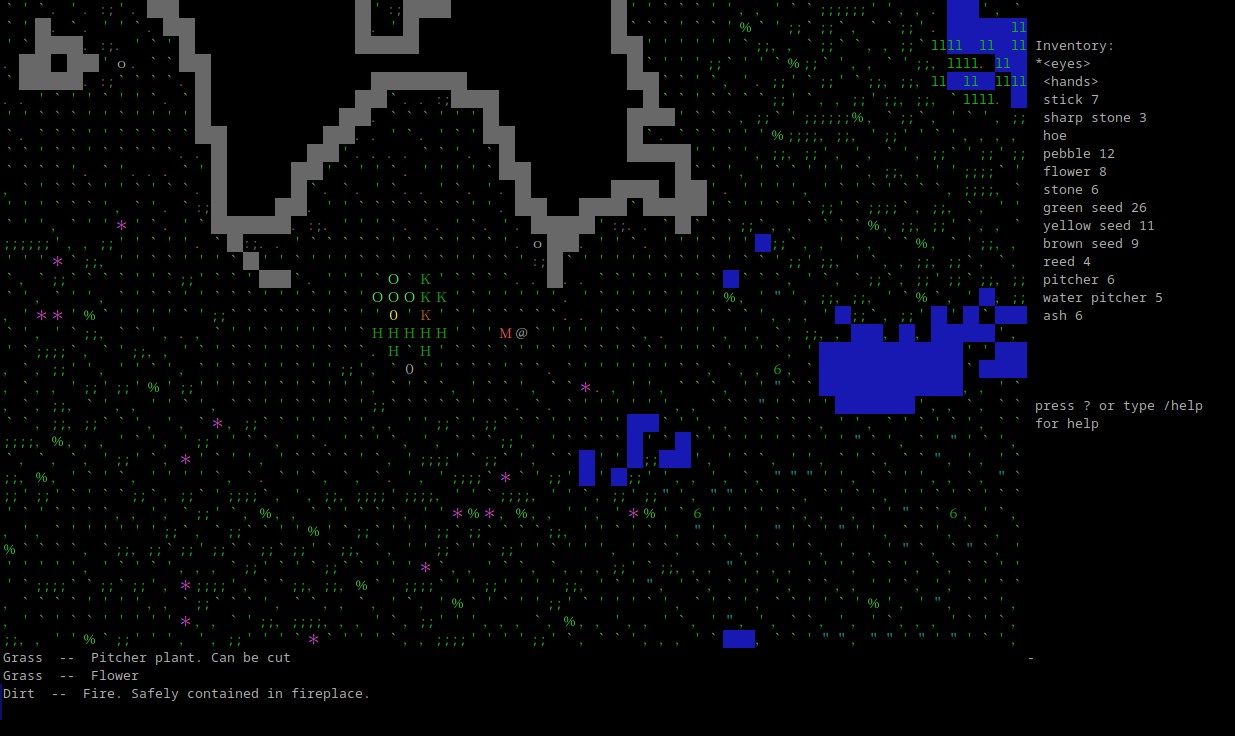 Inventory:
*<eyes>
<hands>
stick 7
sharp stone 3
hoe
pebble 12
flower 8
stone 6
green seed 26
yellow seed 11
brown seed 9
reed 4
pitcher 6
water pitcher 5
ash 6
press ? or type /help
for help
Grass -- Pitcher plant. Can be cut
Grass -- Flower
Dirt -- Fire. Safely contained in fireplace.